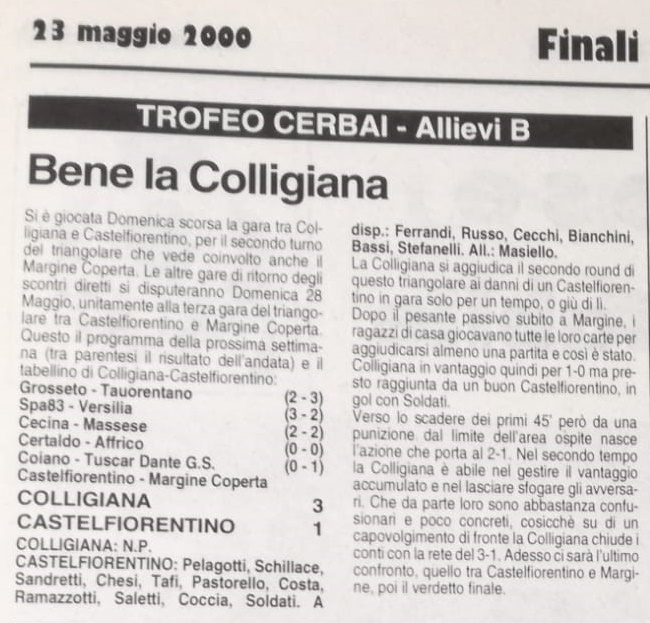 23 maggio 2000
Finali
TROFEO CERBAI - Allievi B
Bene la Colligiana
Si è giocata Domenica scorsa la gara tra Col-
ligiana e Castelfiorentino, per il secondo turno
del triangolare che vede coinvolto anche il
Margine Coperta. Le altre gare di ritorno degli
scontri diretti si disputeranno Domenica 28
Maggio, unitamente alla terza gara del triango-
lare tra Castelfiorentino e Margine Coperta.
Questo il programma della prossima settima-
na (tra parentesi il risultato dell'andata) e il
tabellino di Colligiana-Castelfiorentino:
Grosseto - Tauorentano (2 - 3)
Spa83 - Versilia (3 - 2)
Cecina - Massese (2 - 2)
Certaldo - Affrico (0 - 0)
Coiano - Tuscar Dante G.S. (0 - 1)
Castelfiorentino - Margine Coperta
COLLIGIANA 3
CASTELFIORENTINO 1
COLLIGIANA: N.P.
CASTELFIORENTINO: Pelagotti, Schillace,
Sandretti, Chesi, Tafi, Pastorello, Costa,
Ramazzotti, Saletti, Coccia, Soldati. A
disp.: Ferrandi, Russo, Cecchi, Bianchini,
Bassi, Stefanelli. All.: Masiello.
La Colligiana si aggiudica il secondo round di
questo triangolare ai danni di un Castelfioren-
tino in gara solo per un tempo, o giù di lì.
Dopo il pesante passivo subito a Margine, i
ragazzi di casa giocavano tutte le loro carte per
aggiudicarsi almeno una partita e così è stato.
Colligiana in vantaggio quindi per 1-0 ma pre-
sto raggiunta da un buon Castelfiorentino, in
gol con Soldati.
Verso lo scadere dei primi 45' però da una
punizione dal limite dell'area ospite nasce
l'azione che porta al 2-1. Nel secondo tempo
la Colligiana è abile nel gestire il vantaggio
accumulato e nel lasciare sfogare gli avversa-
ri. Che da parte loro sono abbastanza confu-
sionari e poco concreti, cosicchè su di un
capovolgimento di fronte la Colligiana chiude i
conti con la rete del 3-1. Adesso ci sarà l'ultimo
confronto, quello tra Castelfiorentino e Margi-
ne, poi il verdetto finale.